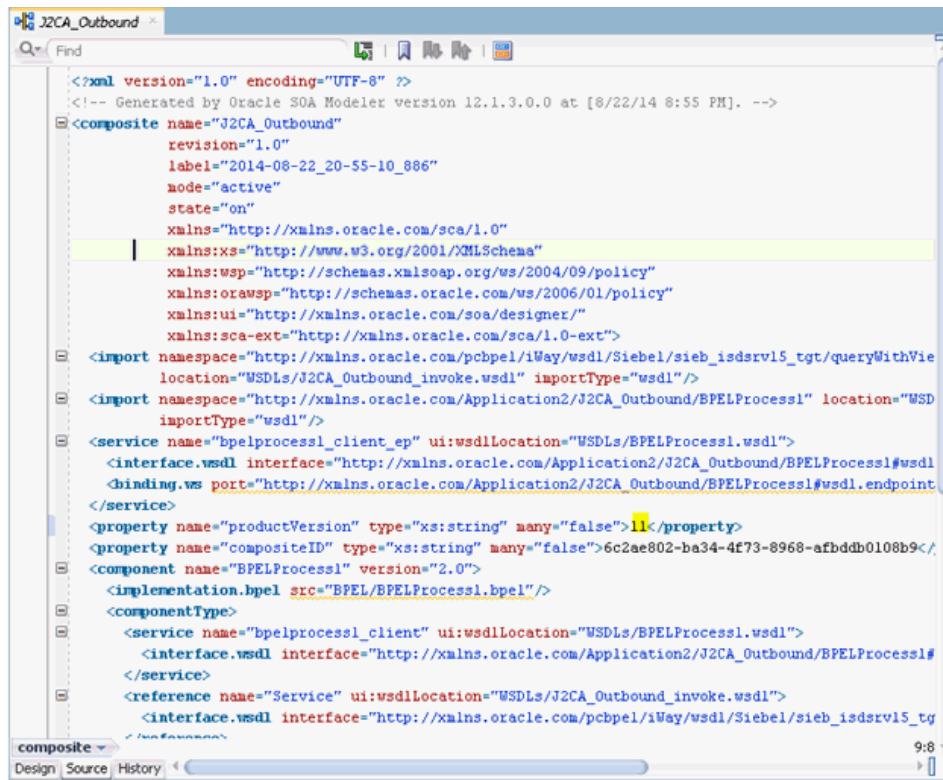 J2CA_Outbound
Find
<?xml version="1.0" encoding="UTF-8" ?>
<!-- Generated by Oracle SOA Modeler version 12.1.3.0.0 at [8/22/14 8:55 PM]. -->
<composite name="J2CA_Outbound"
revision="1.0"
label="2014-08-22_20-55-10_886"
mode="active"
state="on"
xmlns="http://xmlns.oracle.com/sca/1.0"
xmlns:xs="http://www.w3.org/2001/XMLSchema"
xmlns:wsp="http://schemas.xmlsoap.org/ws/2004/09/policy"
xmlns:orawsp="http://schemas.oracle.com/ws/2006/01/policy"
xmlns:ui="http://xmlns.oracle.com/soa/designer/"
xmlns:sca-ext="http://xmlns.oracle.com/sca/1.0-ext">
<import namespace="http://xmlns.oracle.com/pcbpel/iWay/wsdl/Siebel/sieb_isdsrv15_tgt/queryWithVie
location="WSDLs/J2CA_Outbound_invoke.wsdl" importType="wsdl"/>
<import namespace="http://xmlns.oracle.com/Application2/J2CA_Outbound/BPELProcess1" location="WSD
importType="wsdl"/>
<service name="bpelprocess1_client_ep" ui:wsdlLocation="WSDLs/BPELProcess1.wsdl">
<interface.wsdl interface="http://xmlns.oracle.com/Application2/J2CA_Outbound/BPELProcess1#wsdl
<binding.ws port="http://xmlns.oracle.com/Application2/J2CA_Outbound/BPELProcess1#wsdl.endpoint
</service>
<property name="productVersion" type="xs:string" many="false">11</property>
<property name="compositeID" type="xs:string" many="false">6c2ae802-ba34-4f73-8968-afbddb0108b9</
<component name="BPELProcess1" version="2.0">
<implementation.bpel src="BPEL/BPELProcess1.bpel"/>
<componentType>
<service name="bpelprocess1_client" ui:wsdlLocation="WSDLs/BPELProcess1.wsdl">
<interface.wsdl interface="http://xmlns.oracle.com/Application2/J2CA_Outbound/BPELProcess1#
</service>
<reference name="Service" ui:wsdlLocation="WSDLs/J2CA_Outbound_invoke.wsdl">
<interface.wsdl interface="http://xmlns.oracle.com/pcbpel/iWay/wsdl/Siebel/sieb_isdsrv15_tg
</reference>
composite 9:8
Design Source History